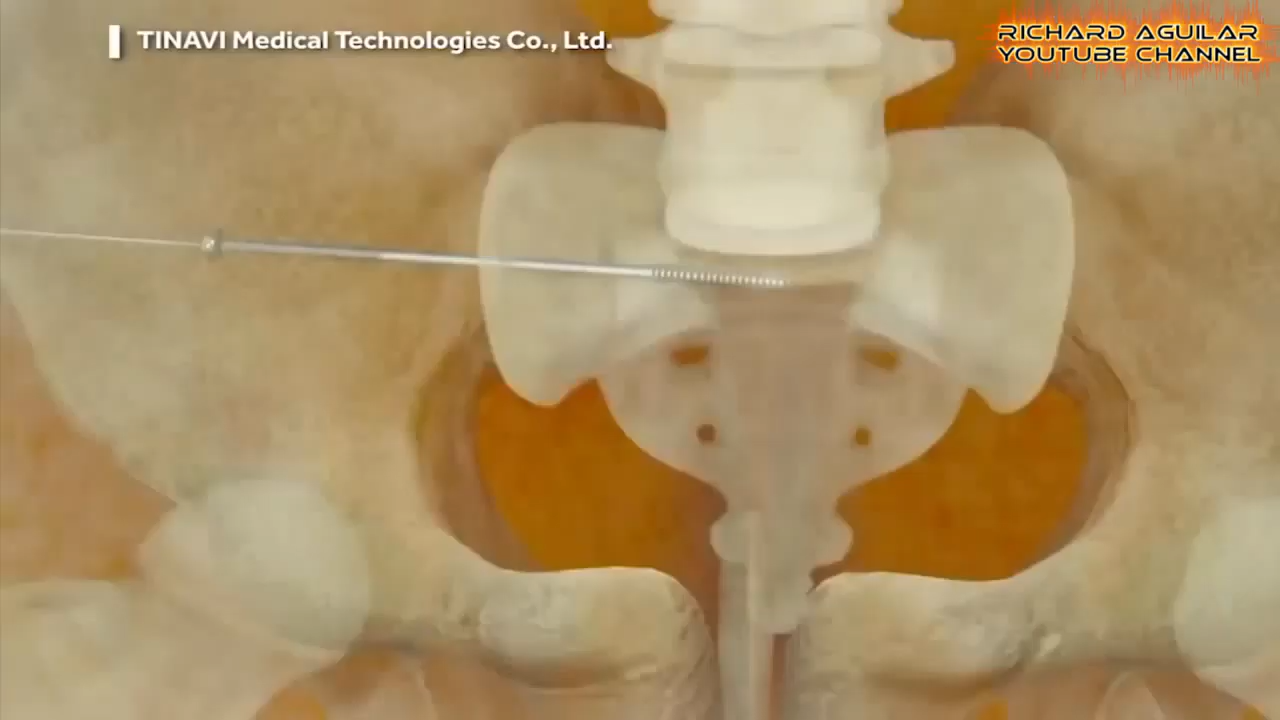 TINAVI Medical Technologies Co., Ltd.
RICHARD AGUILAR
YOUTUBE CHANNEL